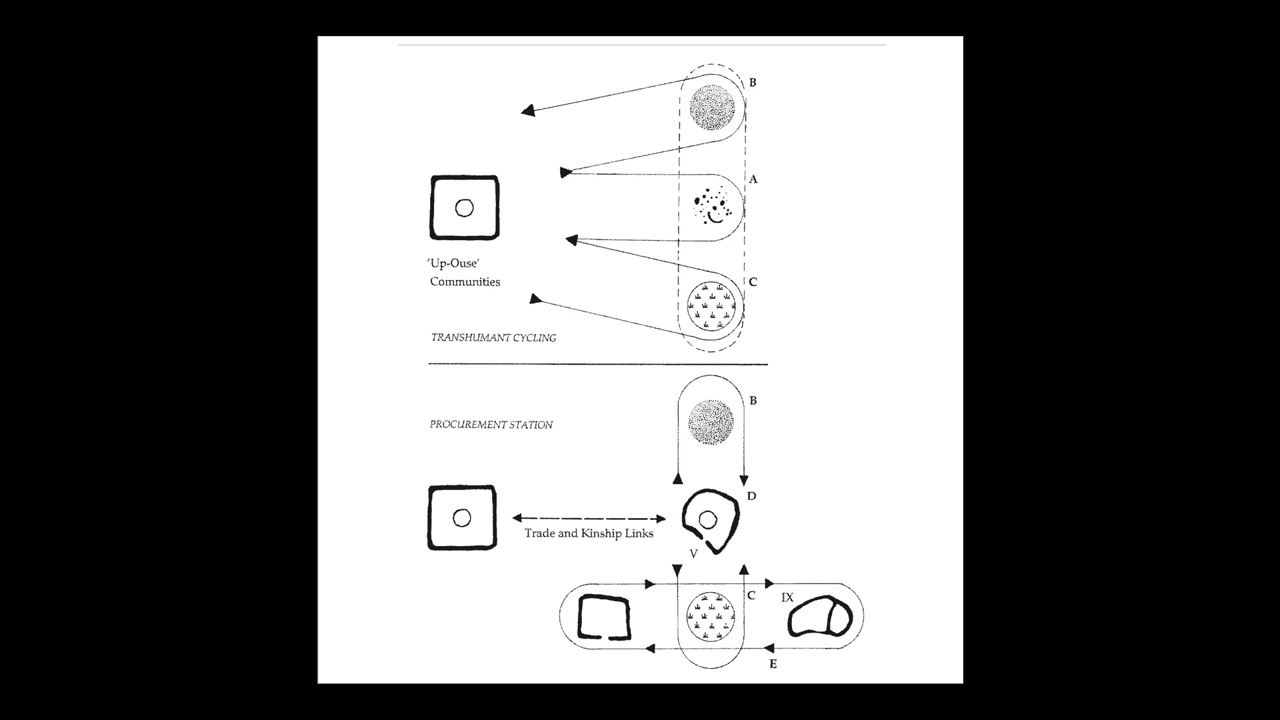 B
A
'Up-Ouse'
Communities
C
TRANSHUMANT CYCLING
B
PROCUREMENT STATION
D
Trade and Kinship Links
V
C
IX
E